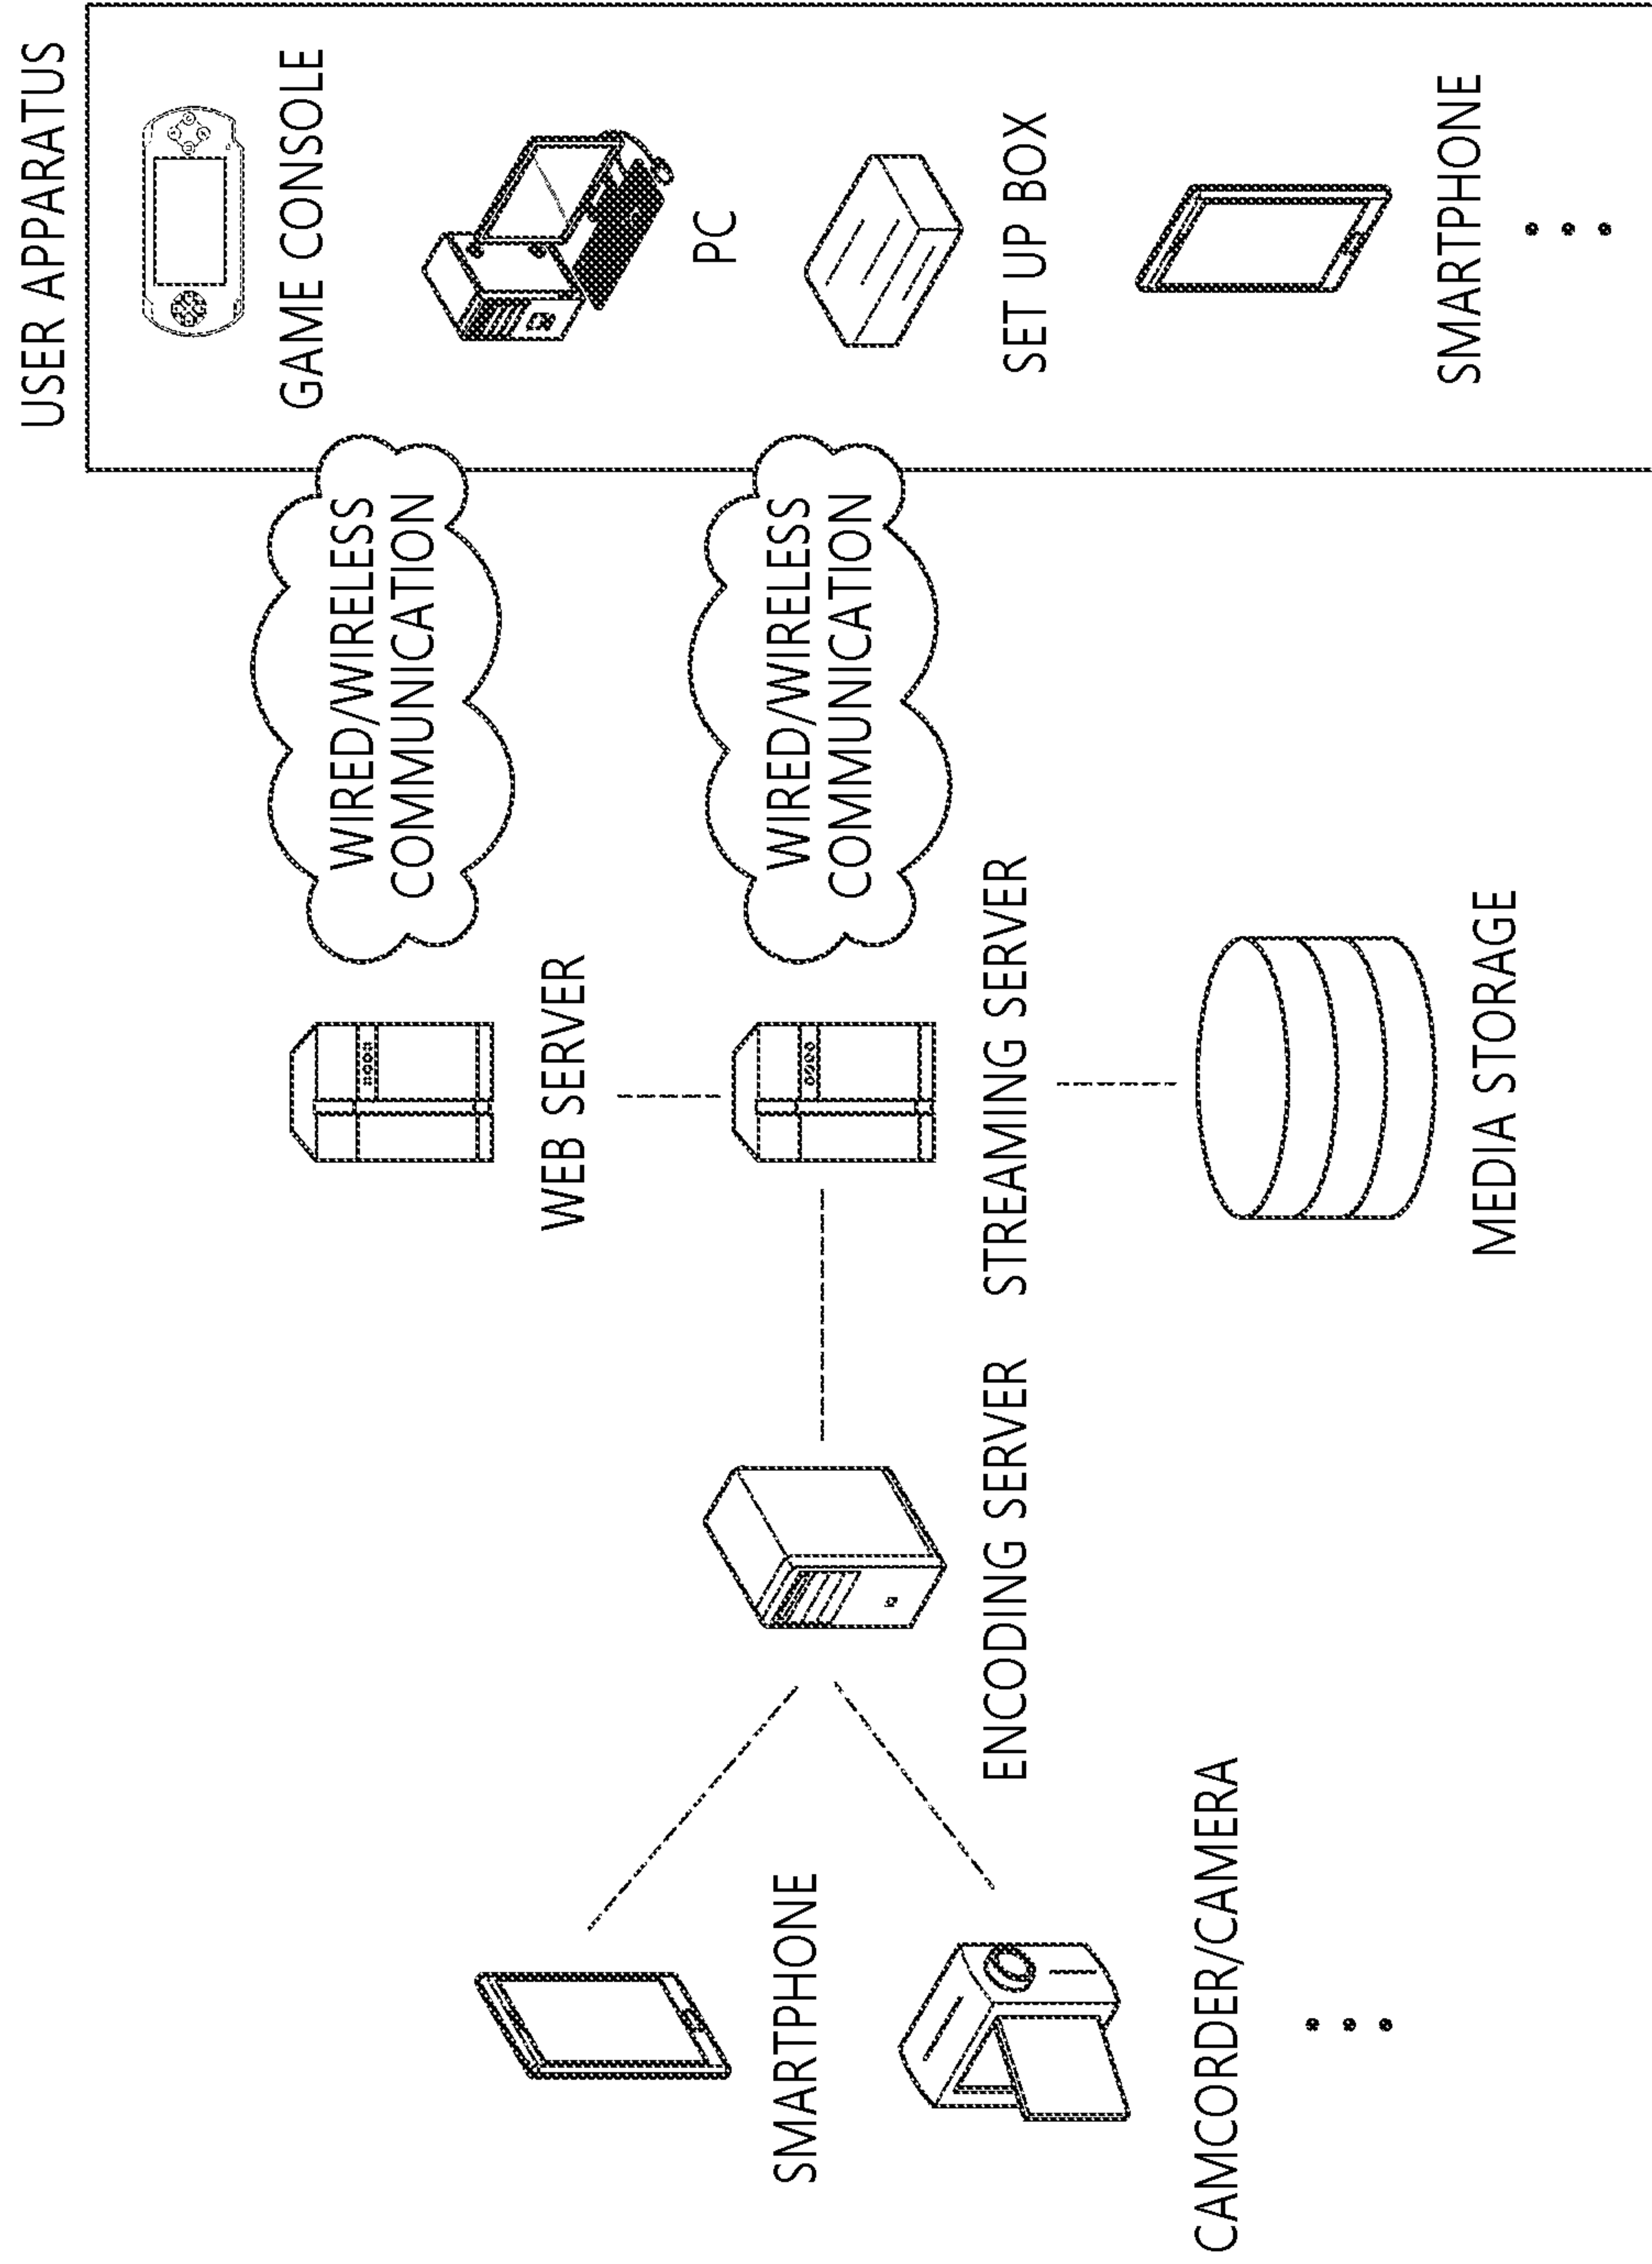 USER APPARATUS
GAME CONSOLE
PC
SET UP BOX
SMARTPHONE
WIRED/WIRELESS
COMMUNICATION
WIRED/WIRELESS
COMMUNICATION
WEB SERVER
STREAMING SERVER
MEDIA STORAGE
ENCODING SERVER
SMARTPHONE
CAMCORDER/CAMERA